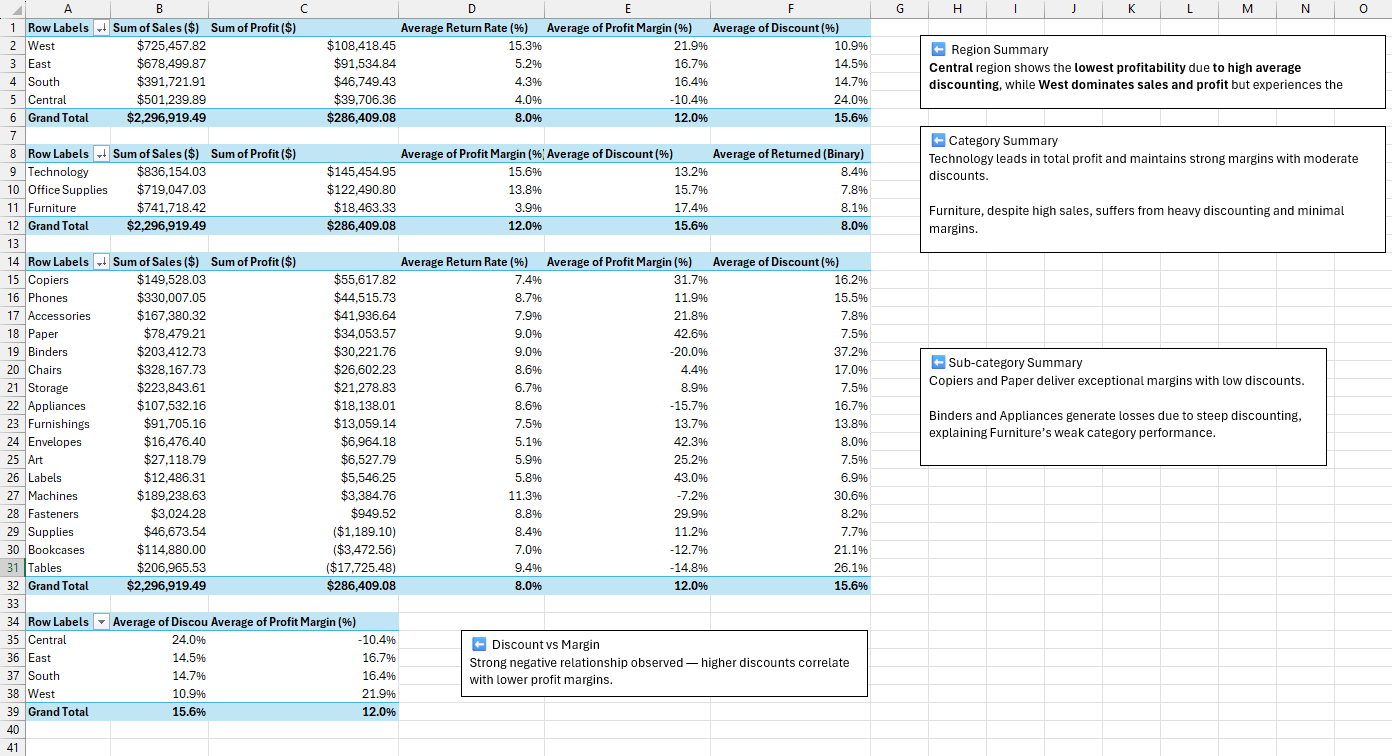 A B C D E F G H I J K L M N O
1 Row Labels Sum of Sales ($) Sum of Profit ($) Average Return Rate (%) Average of Profit Margin (%) Average of Discount (%)
2 West $725,457.82 $108,418.45 15.3% 21.9% 10.9%
3 East $678,499.87 $91,534.84 5.2% 16.7% 14.5%
4 South $391,721.91 $46,749.43 4.3% 16.4% 14.7%
5 Central $501,239.89 $39,706.36 4.0% -10.4% 24.0%
6 Grand Total $2,296,919.49 $286,409.08 8.0% 12.0% 15.6%
Region Summary
Central region shows the lowest profitability due to high average
discounting, while West dominates sales and profit but experiences the
7
8 Row Labels Sum of Sales ($) Sum of Profit ($) Average of Profit Margin (%) Average of Discount (%) Average of Returned (Binary)
9 Technology $836,154.03 $145,454.95 15.6% 13.2% 8.4%
10 Office Supplies $719,047.03 $122,490.80 13.8% 15.7% 7.8%
11 Furniture $741,718.42 $18,463.33 3.9% 17.4% 8.1%
12 Grand Total $2,296,919.49 $286,409.08 12.0% 15.6% 8.0%
Category Summary
Technology leads in total profit and maintains strong margins with moderate
discounts.
Furniture, despite high sales, suffers from heavy discounting and minimal
margins.
13
14 Row Labels Sum of Sales ($) Sum of Profit ($) Average Return Rate (%) Average of Profit Margin (%) Average of Discount (%)
15 Copiers $149,528.03 $55,617.82 7.4% 31.7% 16.2%
16 Phones $330,007.05 $44,515.73 8.7% 11.9% 15.5%
17 Accessories $167,380.32 $41,936.64 7.9% 21.8% 7.8%
18 Paper $78,479.21 $34,053.57 9.0% 42.6% 7.5%
19 Binders $203,412.73 $30,221.76 9.0% -20.0% 37.2%
20 Chairs $328,167.73 $26,602.23 8.6% 4.4% 17.0%
21 Storage $223,843.61 $21,278.83 6.7% 8.9% 7.5%
22 Appliances $107,532.16 $18,138.01 8.6% -15.7% 16.7%
23 Furnishings $91,705.16 $13,059.14 7.5% 13.7% 13.8%
24 Envelopes $16,476.40 $6,964.18 5.1% 42.3% 8.0%
25 Art $27,118.79 $6,527.79 5.9% 25.2% 7.5%
26 Labels $12,486.31 $5,546.25 5.8% 43.0% 6.9%
27 Machines $189,238.63 $3,384.76 11.3% -7.2% 30.6%
28 Fasteners $3,024.28 $949.52 8.8% 29.9% 8.2%
29 Supplies $46,673.54 ($1,189.10) 8.4% 11.2% 7.7%
30 Bookcases $114,880.00 ($3,472.56) 7.0% -12.7% 21.1%
31 Tables $206,965.53 ($17,725.48) 9.4% -14.8% 26.1%
32 Grand Total $2,296,919.49 $286,409.08 8.0% 12.0% 15.6%
Sub-category Summary
Copiers and Paper deliver exceptional margins with low discounts.
Binders and Appliances generate losses due to steep discounting,
explaining Furniture's weak category performance.
33
34 Row Labels Average of Discou Average of Profit Margin (%)
35 Central 24.0% -10.4%
36 East 14.5% 16.7%
37 South 14.7% 16.4%
38 West 10.9% 21.9%
39 Grand Total 15.6% 12.0%
Discount vs Margin
Strong negative relationship observed — higher discounts correlate
with lower profit margins.
40
41